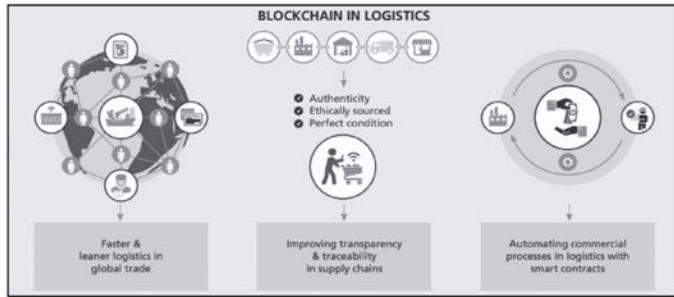 BLOCKCHAIN IN LOGISTICS
Authenticity
Ethically sourced
Perfect condition
Faster &
leaner logistics in
global trade
Improving transparency
& traceability
in supply chains
Automating commercial
processes in logistics with
smart contracts